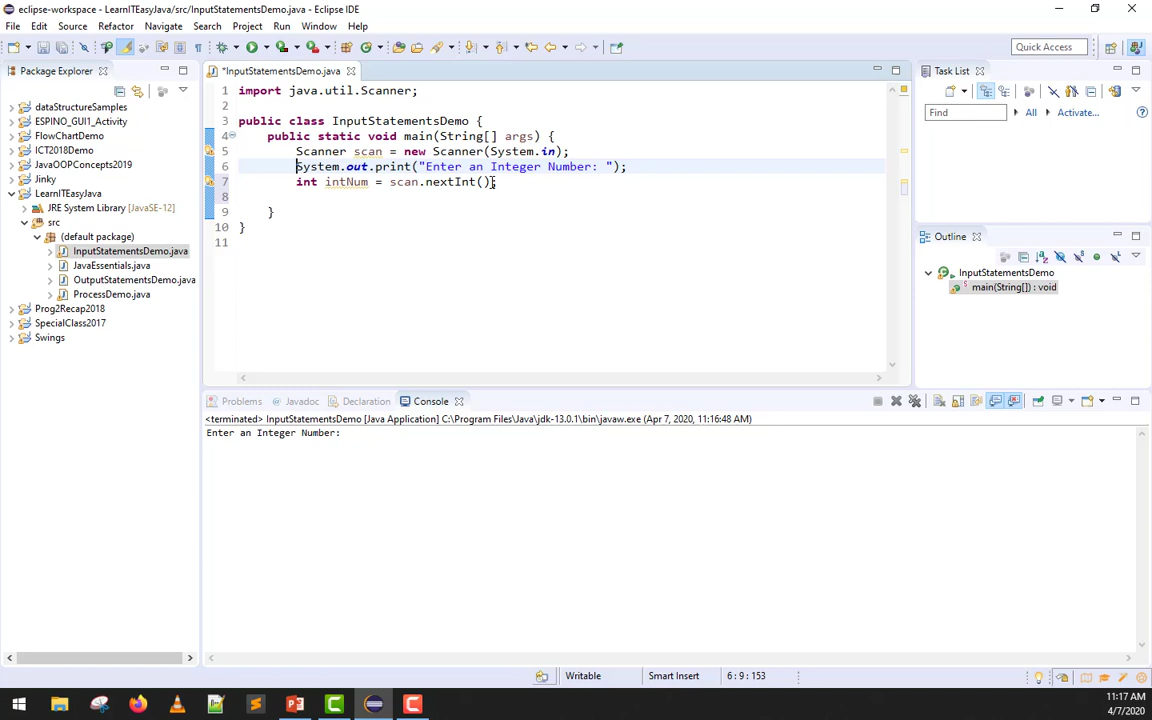 eclipse-workspace - LearnITEasyJava/src/InputStatementsDemo.java - Eclipse IDE
File Edit Source Refactor Navigate Search Project Run Window Help
Quick Access
Package Explorer
dataStructureSamples
ESPINO_GUI1_Activity
FlowChartDemo
ICT2018Demo
JavaOOPConcepts2019
Jinky
LearnITEasyJava
JRE System Library [JavaSE-12]
src
(default package)
InputStatementsDemo.java
JavaEssentials.java
OutputStatementsDemo.java
ProcessDemo.java
Prog2Recap2018
SpecialClass2017
Swings
*InputStatementsDemo.java
1 import java.util.Scanner;
2
3 public class InputStatementsDemo {
4 public static void main(String[] args) {
5 Scanner scan = new Scanner(System.in);
6 System.out.print("Enter an Integer Number: ");
7 int intNum = scan.nextInt();
8
9 }
10 }
11
Task List
Find All Activate...
Outline
InputStatementsDemo
main(String[]) : void
Problems Javadoc Declaration Console
<terminated> InputStatementsDemo [Java Application] C:\Program Files\Java\jdk-13.0.1\bin\javaw.exe (Apr 7, 2020, 11:16:48 AM)
Enter an Integer Number:
Writable Smart Insert 6 : 9 : 153
11:17 AM
4/7/2020